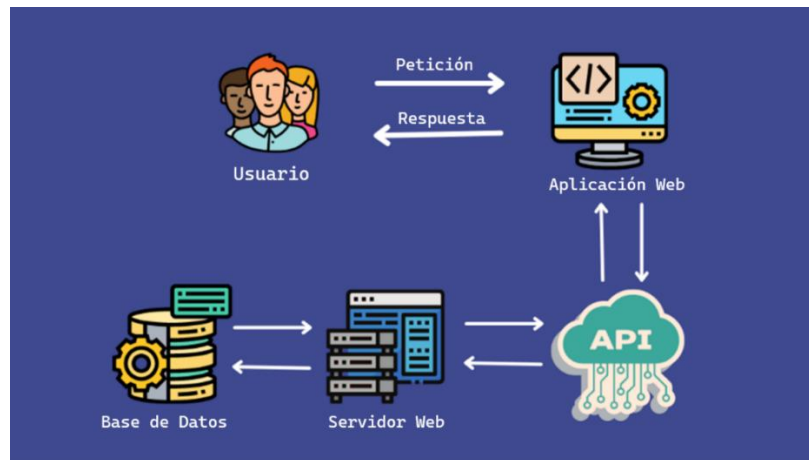 Petición
Respuesta
Usuario
</>
Aplicación Web
API
Base de Datos
Servidor Web